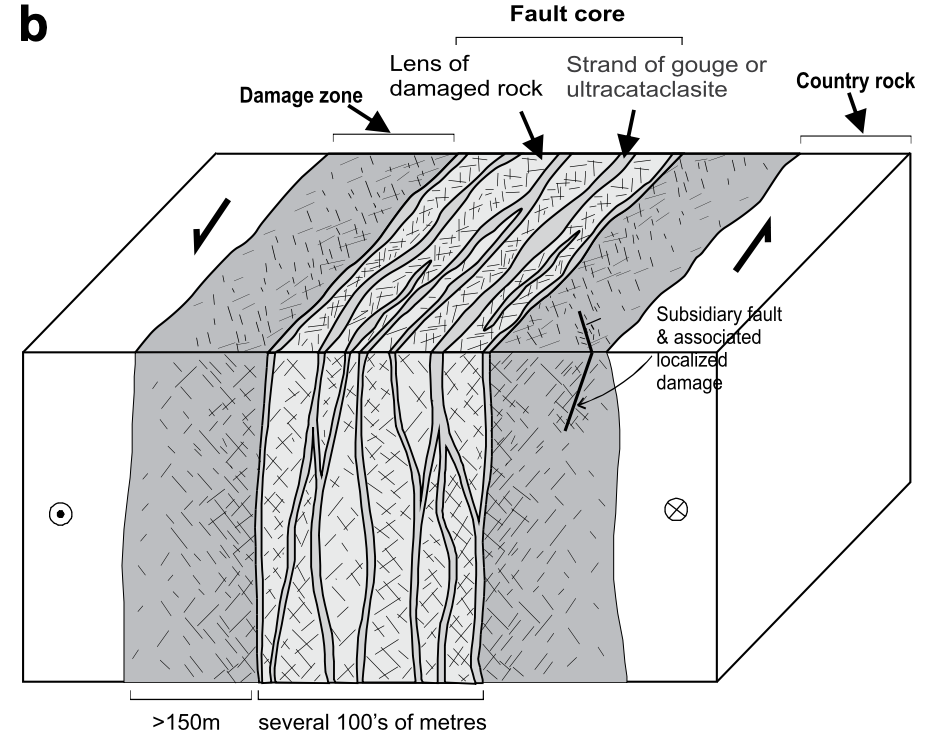 b
Fault core
Lens of
damaged rock
Strand of gouge or
ultracataclasite
Country rock
Damage zone
Subsidiary fault
& associated
localized
damage
>150m
several 100's of metres